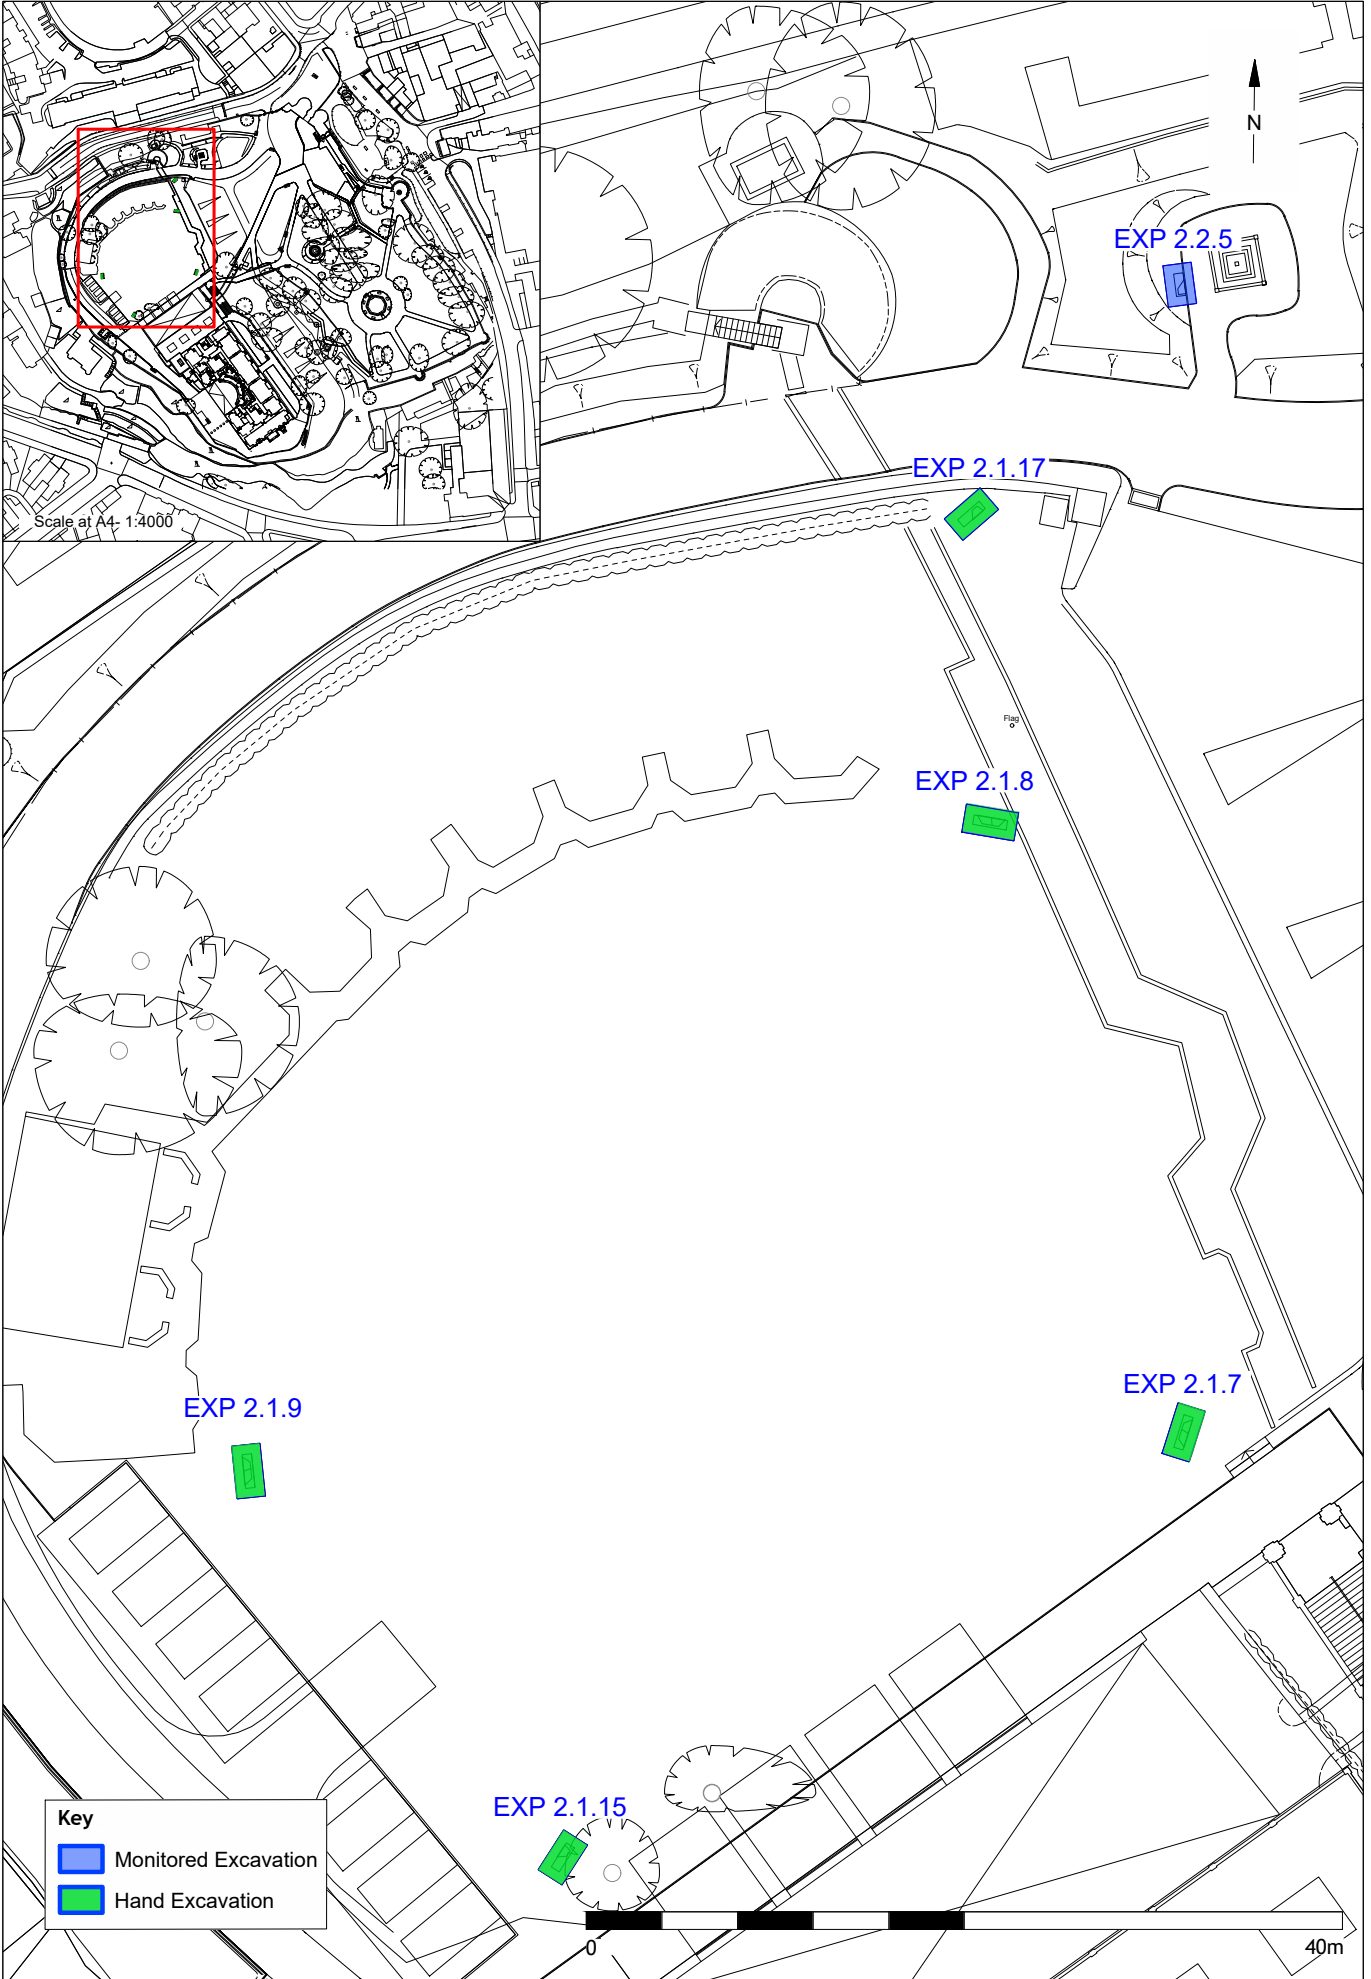 Scale at A4- 1:4000
N
EXP 2.2.5
EXP 2.1.17
Flag
EXP 2.1.8
EXP 2.1.7
EXP 2.1.9
EXP 2.1.15
Key
Monitored Excavation
Hand Excavation
0
40m